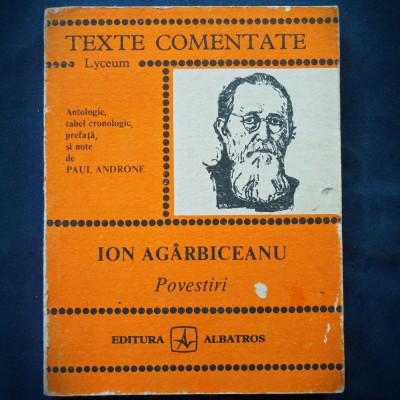 TEXTE COMENTATE
Lyceum
Antologie,
tabel cronologic,
prefață,
și note
de
PAUL ANDRONE
ION AGÂRBICEANU
Povestiri
EDITURA ALBATROS